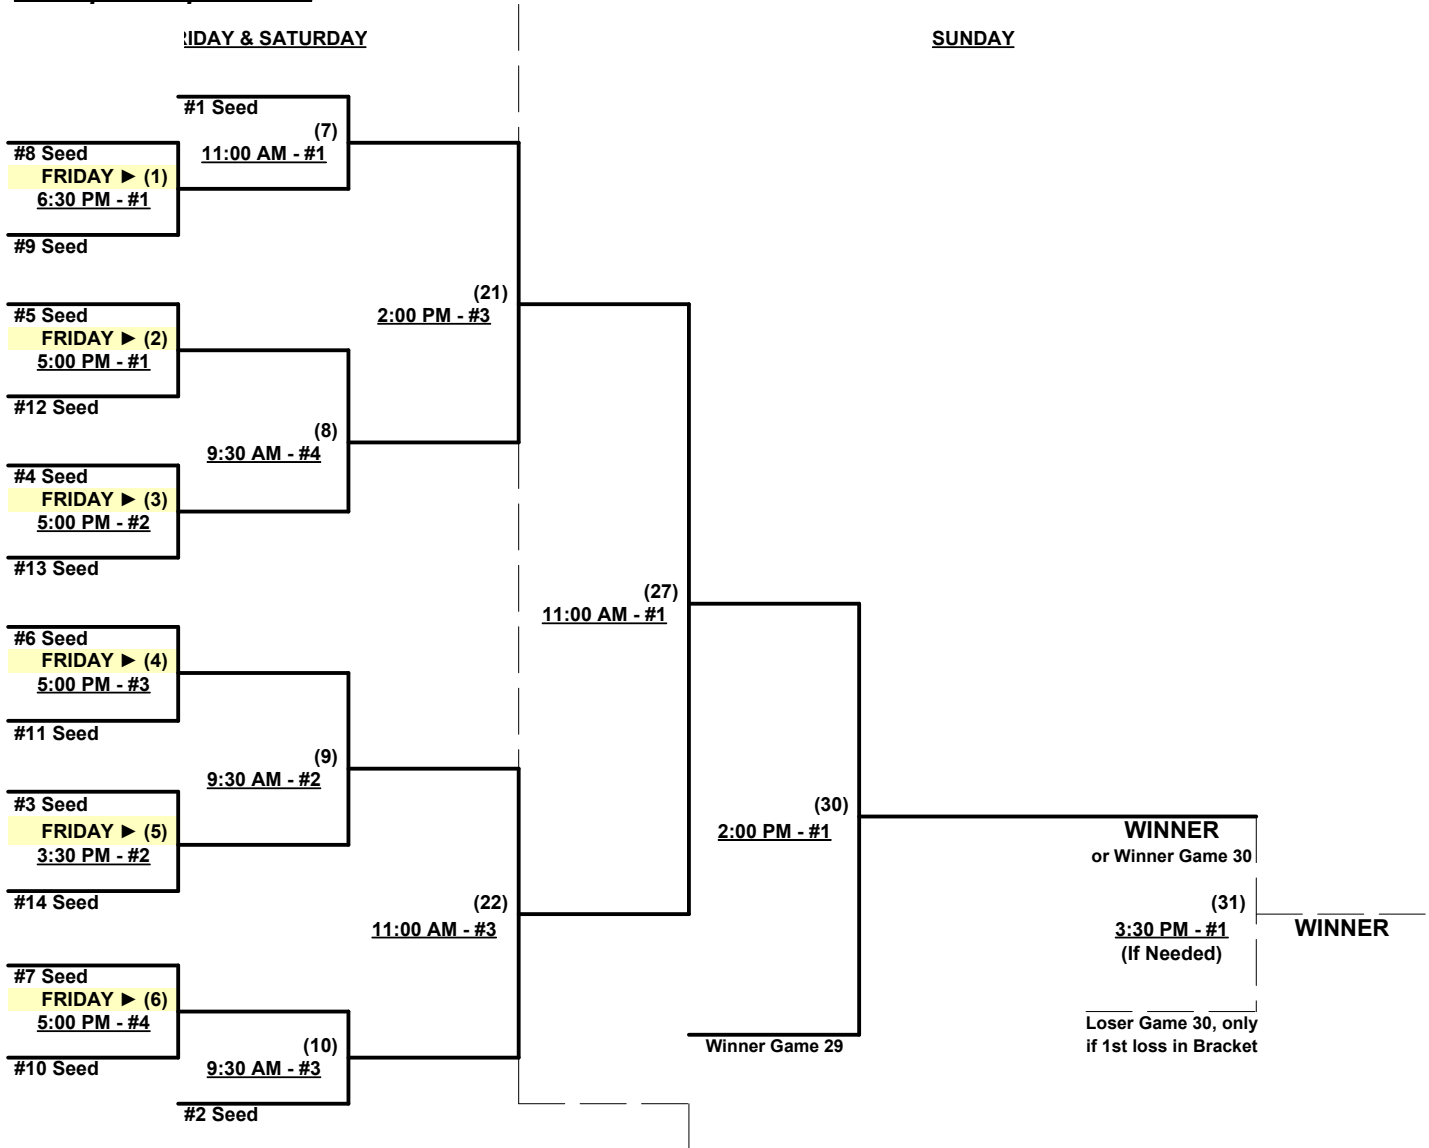 RIDAY & SATURDAY
SUNDAY
#1 Seed
(7)
11:00 AM - #1
#8 Seed
FRIDAY ► (1)
6:30 PM - #1
#9 Seed
(21)
2:00 PM - #3
#5 Seed
FRIDAY ► (2)
5:00 PM - #1
#12 Seed
(8)
9:30 AM - #4
#4 Seed
FRIDAY ► (3)
5:00 PM - #2
#13 Seed
(27)
11:00 AM - #1
#6 Seed
FRIDAY ► (4)
5:00 PM - #3
#11 Seed
(9)
9:30 AM - #2
#3 Seed
FRIDAY ► (5)
3:30 PM - #2
#14 Seed
(30)
2:00 PM - #1
WINNER
or Winner Game 30
(22)
11:00 AM - #3
(31)
3:30 PM - #1
(If Needed)
WINNER
#7 Seed
FRIDAY ► (6)
5:00 PM - #4
#10 Seed
(10)
9:30 AM - #3
#2 Seed
Winner Game 29
Loser Game 30, only
if 1st loss in Bracket